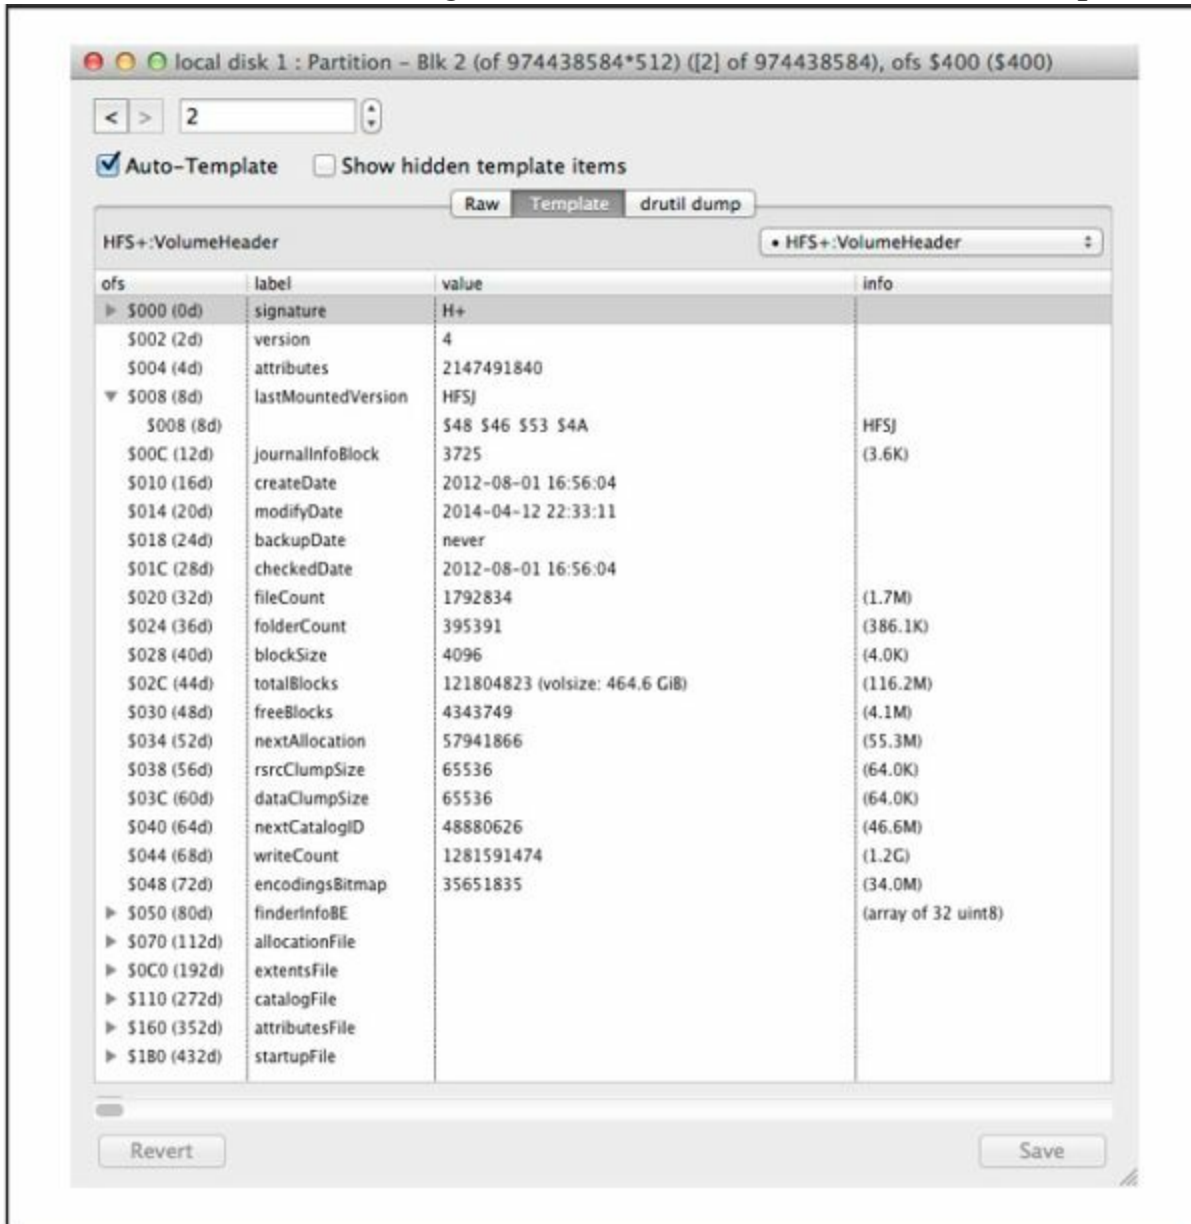 local disk 1 : Partition – Blk 2 (of 974438584*512) ([2] of 974438584), ofs $400 ($400)
< > 2
Auto-Template Show hidden template items
Raw Template drutil dump
HFS+:VolumeHeader • HFS+:VolumeHeader
ofs label value info
$000 (0d) signature H+
$002 (2d) version 4
$004 (4d) attributes 2147491840
$008 (8d) lastMountedVersion HFSJ
$008 (8d) $48 $46 $53 $4A HFSJ
$00C (12d) journalInfoBlock 3725 (3.6K)
$010 (16d) createDate 2012-08-01 16:56:04
$014 (20d) modifyDate 2014-04-12 22:33:11
$018 (24d) backupDate never
$01C (28d) checkedDate 2012-08-01 16:56:04
$020 (32d) fileCount 1792834 (1.7M)
$024 (36d) folderCount 395391 (386.1K)
$028 (40d) blockSize 4096 (4.0K)
$02C (44d) totalBlocks 121804823 (volsize: 464.6 GiB) (116.2M)
$030 (48d) freeBlocks 4343749 (4.1M)
$034 (52d) nextAllocation 57941866 (55.3M)
$038 (56d) rsrcClumpSize 65536 (64.0K)
$03C (60d) dataClumpSize 65536 (64.0K)
$040 (64d) nextCatalogID 48880626 (46.6M)
$044 (68d) writeCount 1281591474 (1.2G)
$048 (72d) encodingsBitmap 35651835 (34.0M)
$050 (80d) finderInfoBE (array of 32 uint8)
$070 (112d) allocationFile
$0C0 (192d) extentsFile
$110 (272d) catalogFile
$160 (352d) attributesFile
$1B0 (432d) startupFile
Revert Save